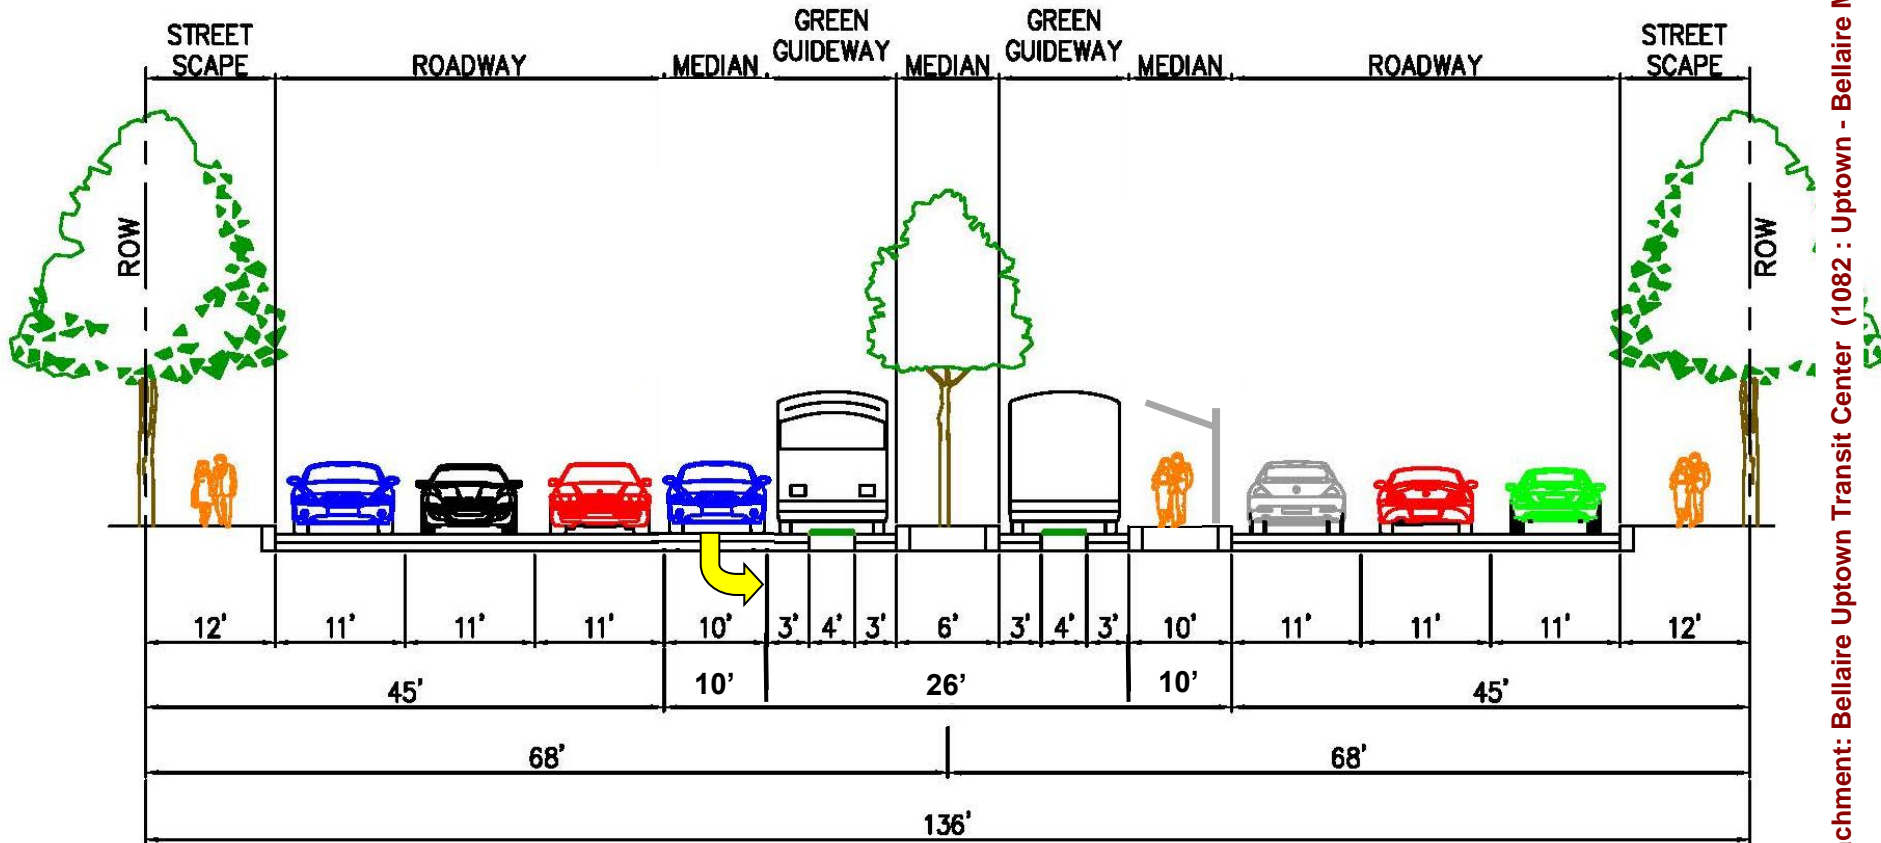 STREET
SCAPE
ROADWAY
MEDIAN
GREEN
GUIDEWAY
MEDIAN
GREEN
GUIDEWAY
MEDIAN
ROADWAY
STREET
SCAPE
ROW
ROW
12' 11' 11' 11' 10' 3' 4' 3' 6' 3' 4' 3' 10' 11' 11' 11' 12'
45' 10' 26' 10' 45'
68' 68'
136'
chment: Bellaire Uptown Transit Center (1082 : Uptown - Bellaire